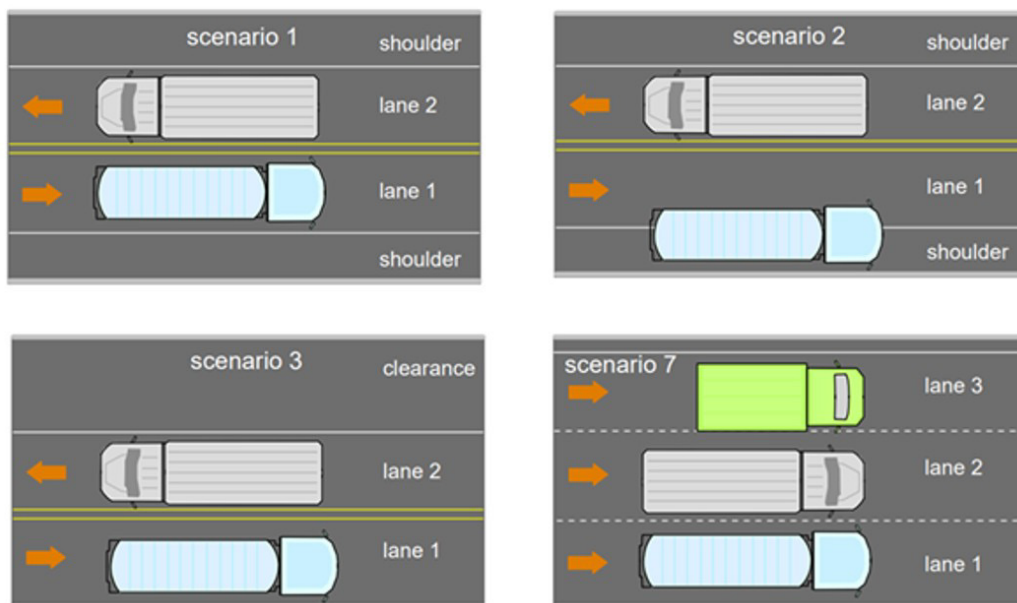 scenario 1
shoulder
lane 2
lane 1
shoulder
scenario 2
shoulder
lane 2
lane 1
shoulder
scenario 3
clearance
lane 2
lane 1
scenario 7
lane 3
lane 2
lane 1